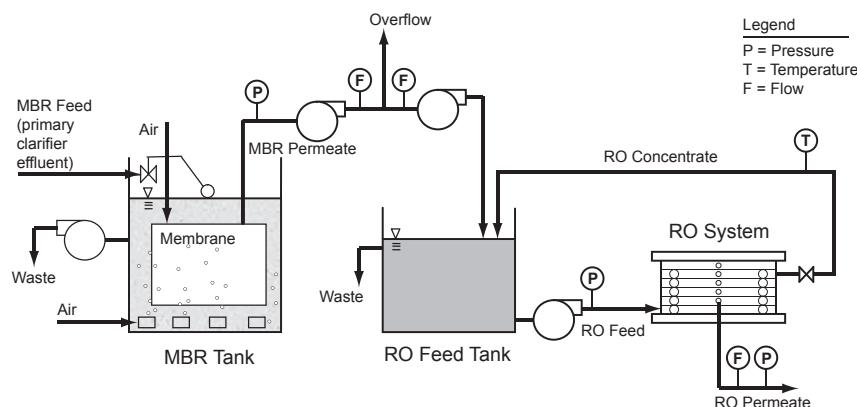 Overflow
Legend
P = Pressure
T = Temperature
F = Flow
MBR Feed
(primary
clarifier
effluent)
Air
P
F
F
MBR Permeate
T
RO Concentrate
Membrane
Waste
Air
MBR Tank
Waste
RO Feed Tank
P
RO Feed
RO System
F
P
RO Permeate